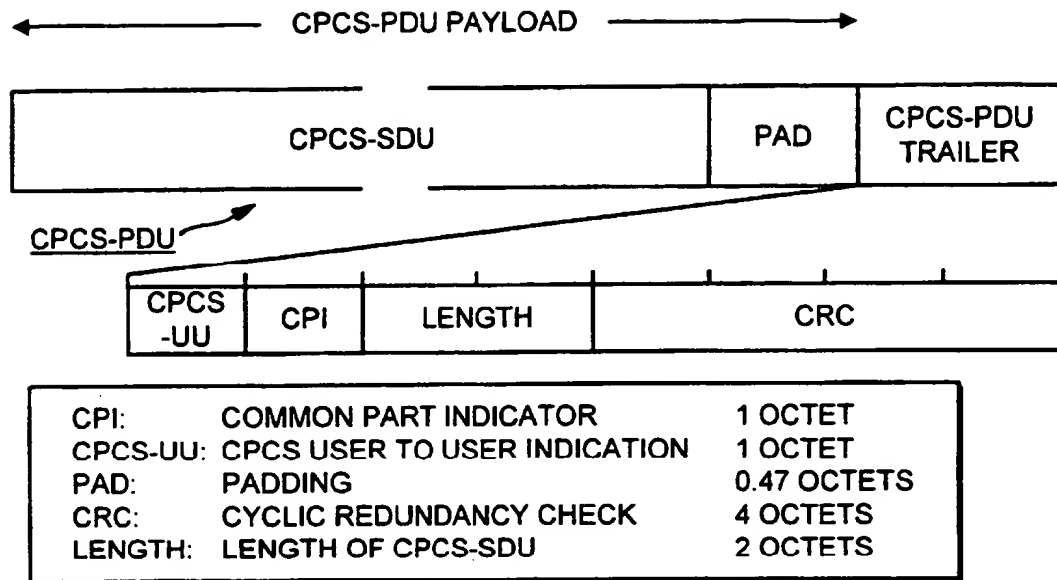 CPCS-PDU PAYLOAD
CPCS-SDU
PAD
CPCS-PDU
TRAILER
CPCS-PDU
CPCS
-UU
CPI
LENGTH
CRC
CPI: COMMON PART INDICATOR 1 OCTET
CPCS-UU: CPCS USER TO USER INDICATION 1 OCTET
PAD: PADDING 0.47 OCTETS
CRC: CYCLIC REDUNDANCY CHECK 4 OCTETS
LENGTH: LENGTH OF CPCS-SDU 2 OCTETS